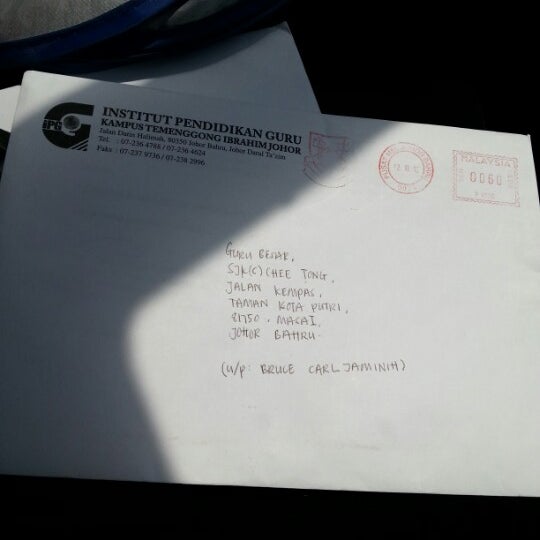 IPG
INSTITUT PENDIDIKAN GURU
KAMPUS TEMENGGONG IBRAHIM JOHOR
Jalan Datin Halimah, 80350 Johor Bahru, Johor Darul Ta'zim
Tel. : 07-236 4788 / 07-236 4624
Faks : 07-237 9736 / 07-238 2996
MALAYSIA
0060
GURU BESAR,
SJK(C) CHEE TONG,
JALAN KEMPAS,
TAMAN KOTA PUTRI,
81750, MASAI,
JOHOR BAHRU.
(u/p: BRUCE CARL JAMINIH)